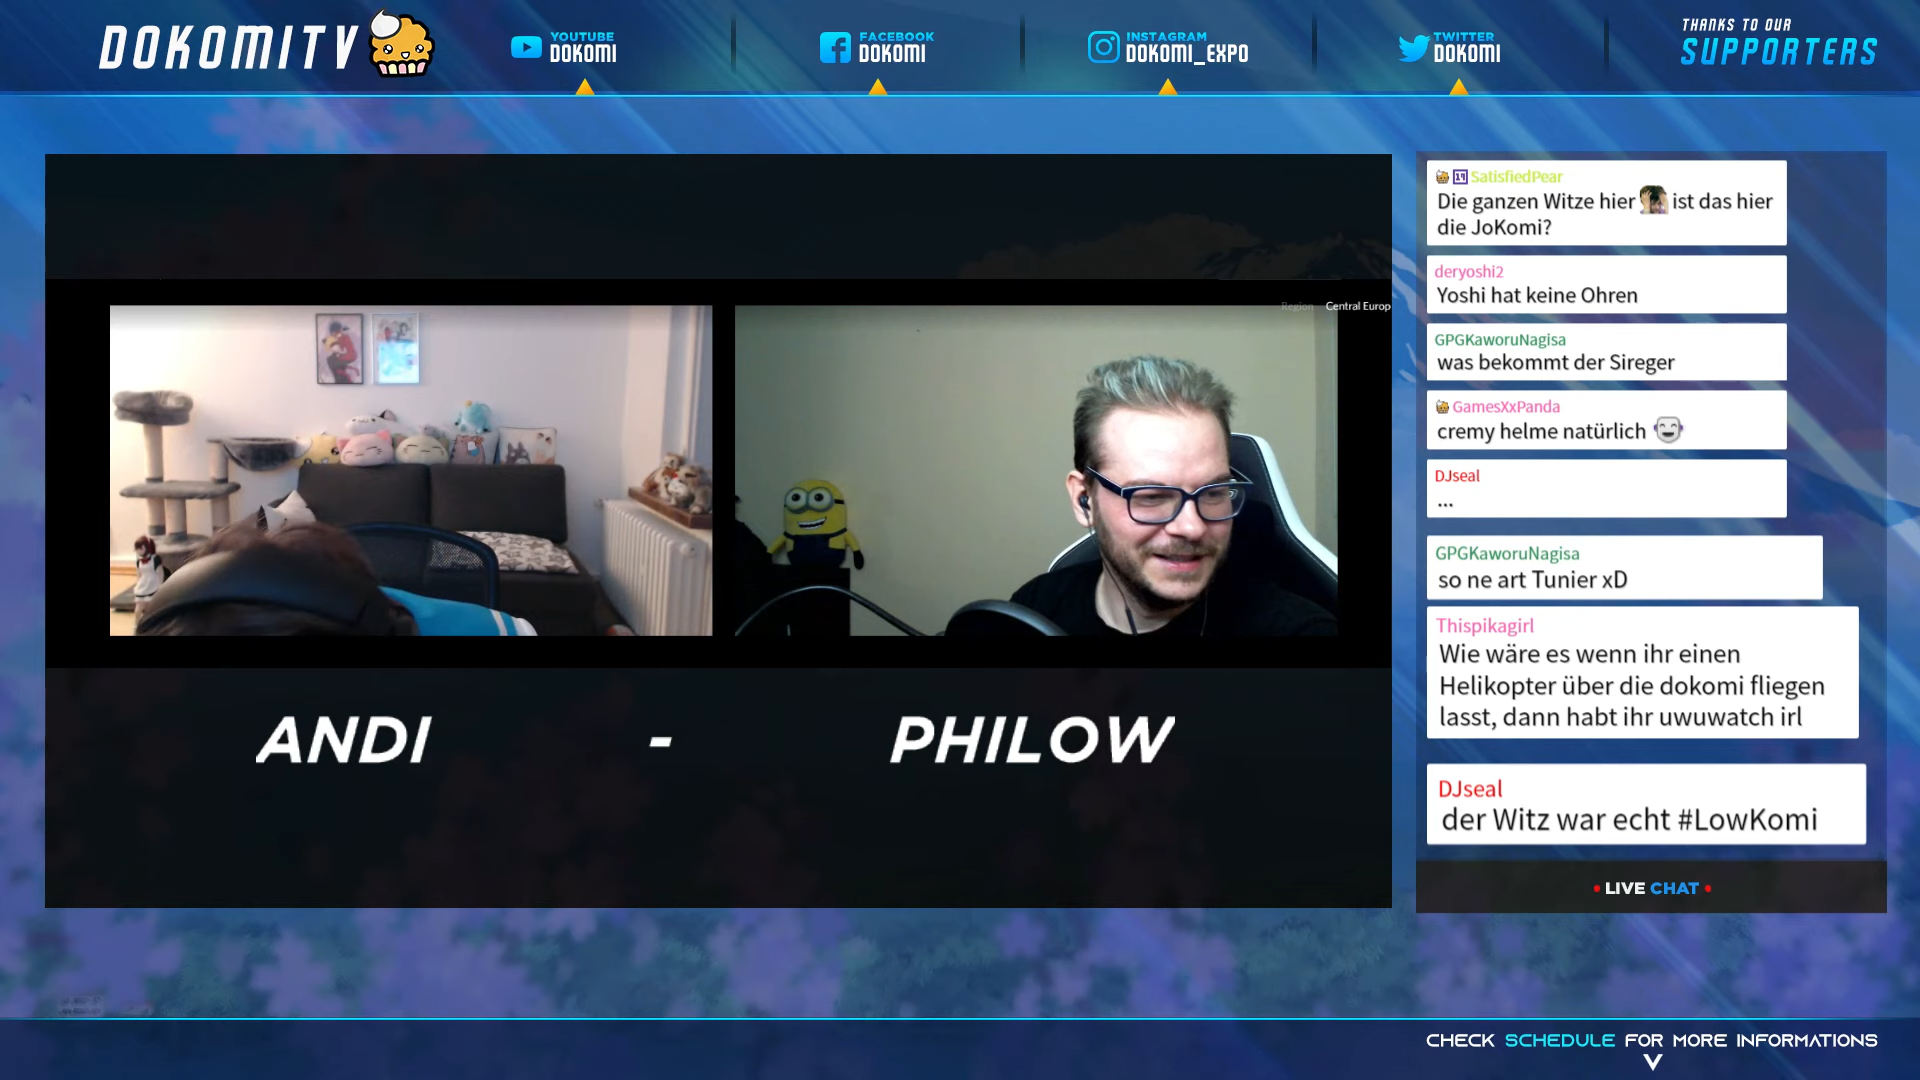 DOKOMITV
YOUTUBE
DOKOMI
FACEBOOK
DOKOMI
INSTAGRAM
DOKOMI_EXPO
TWITTER
DOKOMI
THANKS TO OUR
SUPPORTERS
Region Central Europ
ANDI - PHILOW
SatisfiedPear
Die ganzen Witze hier ist das hier
die JoKomi?
deryoshi2
Yoshi hat keine Ohren
GPGKaworuNagisa
was bekommt der Sireger
GamesXxPanda
cremy helme natürlich
DJseal
...
GPGKaworuNagisa
so ne art Tunier xD
Thispikagirl
Wie wäre es wenn ihr einen
Helikopter über die dokomi fliegen
lasst, dann habt ihr uwuwatch irl
DJseal
der Witz war echt #LowKomi
• LIVE CHAT •
CHECK SCHEDULE FOR MORE INFORMATIONS